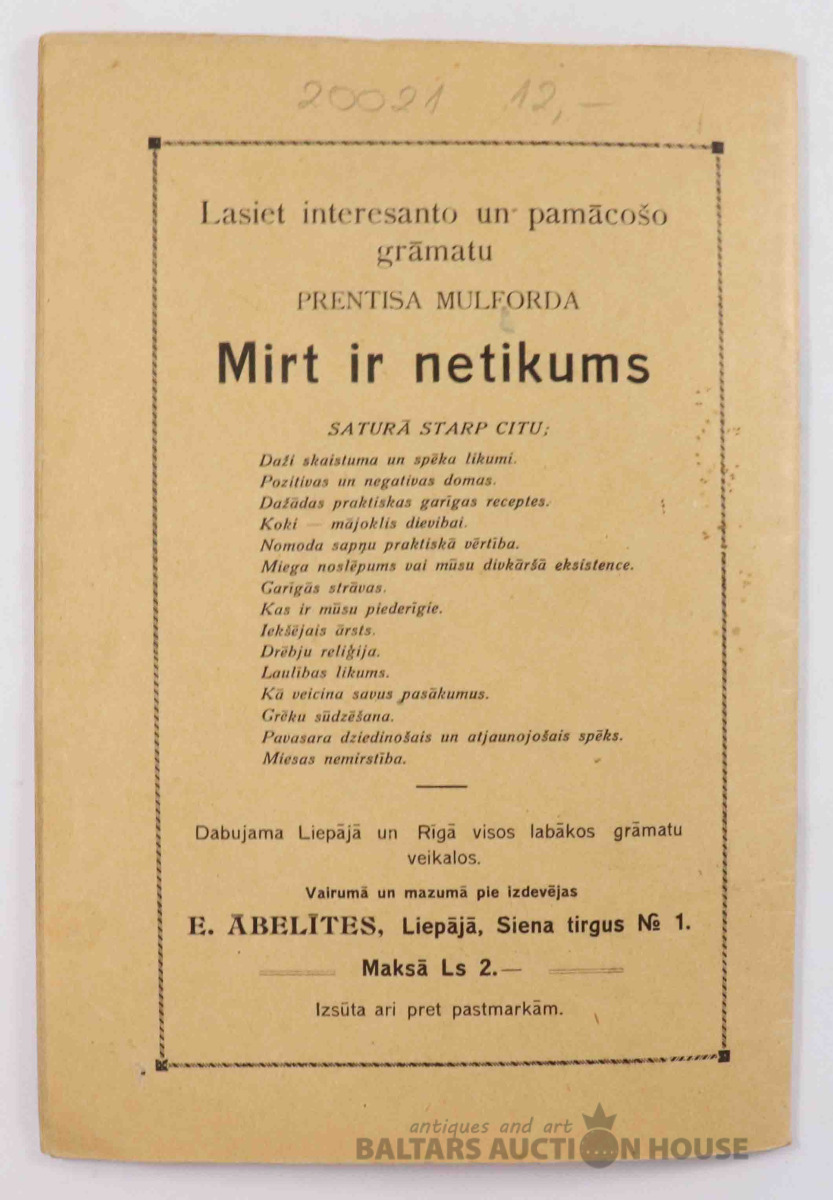 20021 12,—
Lasiet interesanto un pamācošo
grāmatu
PRENTISA MULFORDA
Mirt ir netikums
SATURĀ STARP CITU;
Daži skaistuma un spēka likumi.
Pozitivas un negativas domas.
Dažādas praktiskas garīgas receptes.
Koki — mājoklis dievibai.
Nomoda sapņu praktiskā vērtība.
Miega noslēpums vai mūsu divkāršā eksistence.
Garīgās strāvas.
Kas ir mūsu piederīgie.
Iekšējais ārsts.
Drēbju reliģija.
Laulības likums.
Kā veicina savus pasākumus.
Grēku sūdzēšana.
Pavasara dziedinošais un atjaunojošais spēks.
Miesas nemirstība.
Dabujama Liepājā un Rīgā visos labākos grāmatu
veikalos.
Vairumā un mazumā pie izdevējas
E. ĀBELĪTES, Liepājā, Siena tirgus № 1.
Maksā Ls 2.—
Izsūta ari pret pastmarkām.
antiques and art
BALTARS AUCTION HOUSE